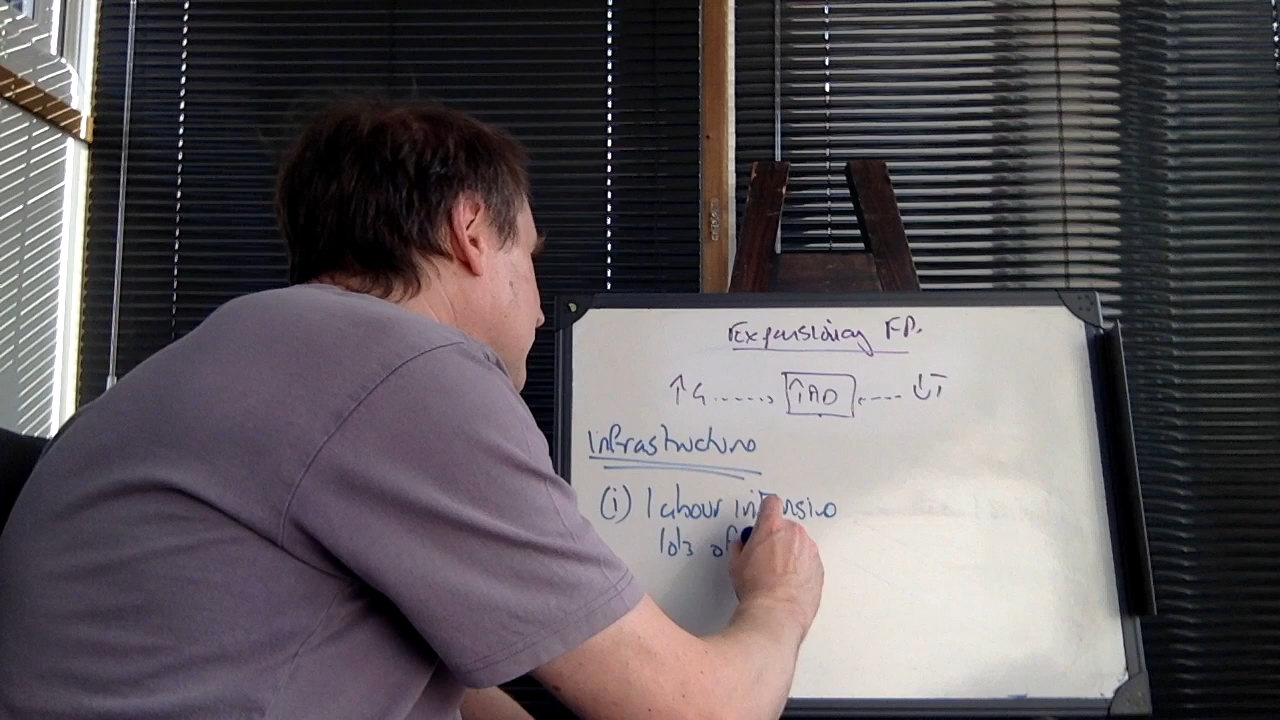 Expansionary FP.
↑G ------> ↑AD <---- ↓T
Infrastructure
(i) labour intensive
lots of